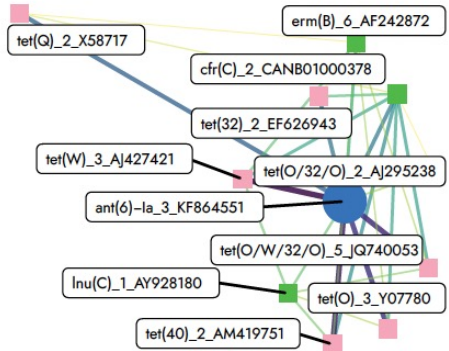 erm(B)_6_AF242872
tet(Q)_2_X58717
cfr(C)_2_CANB01000378
tet(32)_2_EF626943
tet(W)_3_AJ427421
tet(O/32/O)_2_AJ295238
ant(6)−Ia_3_KF864551
tet(O/W/32/O)_5_JQ740053
lnu(C)_1_AY928180
tet(O)_3_Y07780
tet(40)_2_AM419751